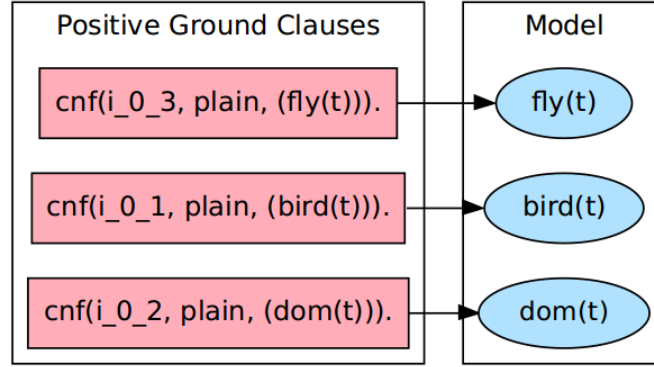 Positive Ground Clauses
Model
cnf(i_0_3, plain, (fly(t))).
fly(t)
cnf(i_0_1, plain, (bird(t))).
bird(t)
cnf(i_0_2, plain, (dom(t))).
dom(t)